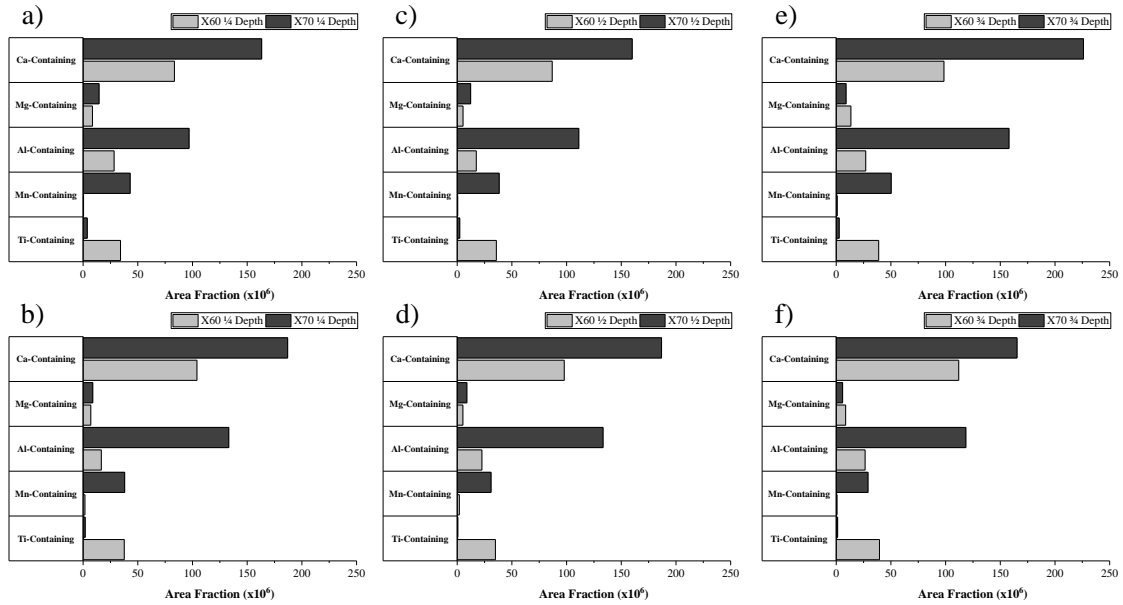 a)
X60 ¼ Depth X70 ¼ Depth
Ca-Containing
Mg-Containing
Al-Containing
Mn-Containing
Ti-Containing
0 50 100 150 200 250
Area Fraction (x10⁶)
c)
X60 ½ Depth X70 ½ Depth
Ca-Containing
Mg-Containing
Al-Containing
Mn-Containing
Ti-Containing
0 50 100 150 200 250
Area Fraction (x10⁶)
e)
X60 ¾ Depth X70 ¾ Depth
Ca-Containing
Mg-Containing
Al-Containing
Mn-Containing
Ti-Containing
0 50 100 150 200 250
Area Fraction (x10⁶)
b)
X60 ¼ Depth X70 ¼ Depth
Ca-Containing
Mg-Containing
Al-Containing
Mn-Containing
Ti-Containing
0 50 100 150 200 250
Area Fraction (x10⁶)
d)
X60 ½ Depth X70 ½ Depth
Ca-Containing
Mg-Containing
Al-Containing
Mn-Containing
Ti-Containing
0 50 100 150 200 250
Area Fraction (x10⁶)
f)
X60 ¾ Depth X70 ¾ Depth
Ca-Containing
Mg-Containing
Al-Containing
Mn-Containing
Ti-Containing
0 50 100 150 200 250
Area Fraction (x10⁶)